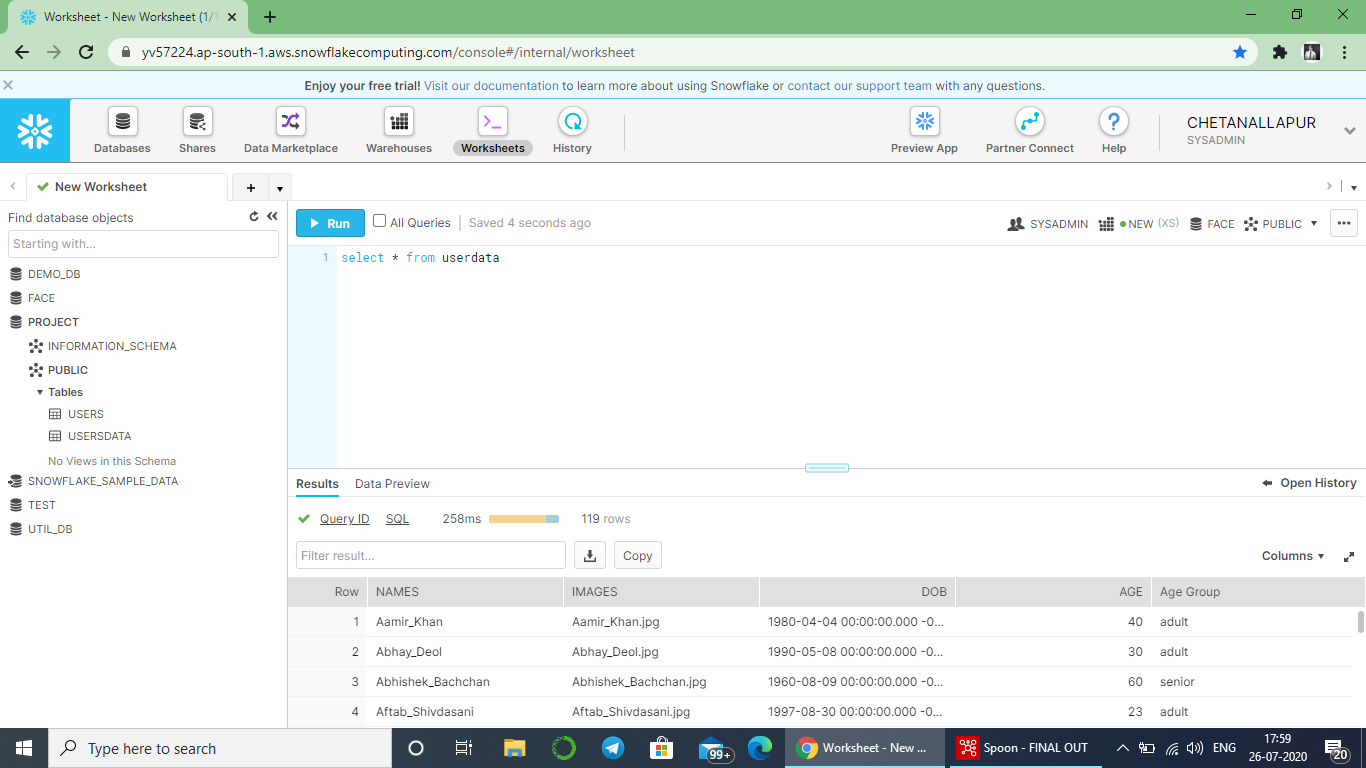 Worksheet - New Worksheet (1/1
yv57224.ap-south-1.aws.snowflakecomputing.com/console#/internal/worksheet
Enjoy your free trial! Visit our documentation to learn more about using Snowflake or contact our support team with any questions.
Databases Shares Data Marketplace Warehouses Worksheets History Preview App Partner Connect Help
CHETANALLAPUR
SYSADMIN
New Worksheet
Find database objects
Starting with...
DEMO_DB
FACE
PROJECT
INFORMATION_SCHEMA
PUBLIC
Tables
USERS
USERSDATA
No Views in this Schema
SNOWFLAKE_SAMPLE_DATA
TEST
UTIL_DB
Run All Queries Saved 4 seconds ago SYSADMIN NEW (XS) FACE PUBLIC
1 select * from userdata
Results Data Preview Open History
Query ID SQL 258ms 119 rows
Filter result... Copy Columns
Row NAMES IMAGES DOB AGE Age Group
1 Aamir_Khan Aamir_Khan.jpg 1980-04-04 00:00:00.000 -0... 40 adult
2 Abhay_Deol Abhay_Deol.jpg 1990-05-08 00:00:00.000 -0... 30 adult
3 Abhishek_Bachchan Abhishek_Bachchan.jpg 1960-08-09 00:00:00.000 -0... 60 senior
4 Aftab_Shivdasani Aftab_Shivdasani.jpg 1997-08-30 00:00:00.000 -0... 23 adult
Type here to search 99+ Worksheet - New ... Spoon - FINAL OUT ENG 17:59
26-07-2020 20